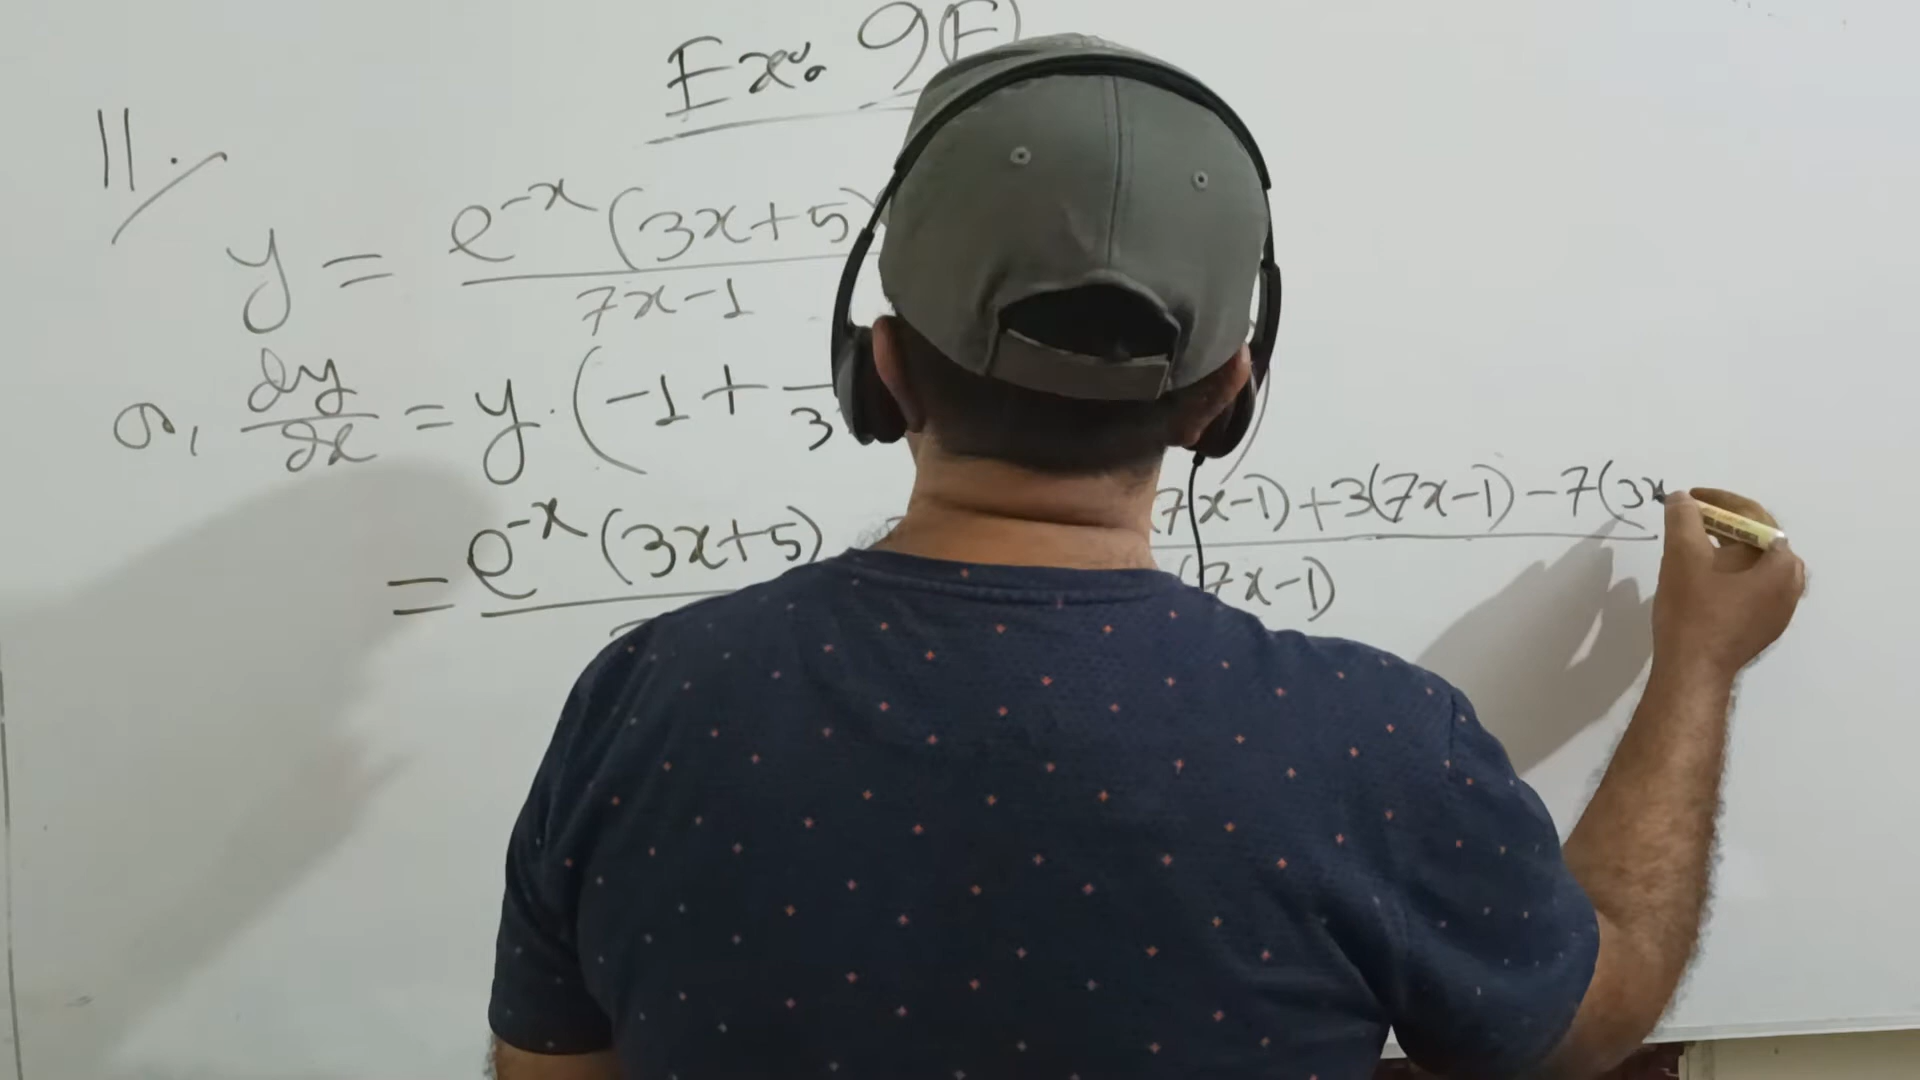 Ex: 9(F)
11.
y = e^{-x} (3x+5)
7x-1
or, dy/dx = y. ( -1 + 3
= e^{-x} (3x+5) 7x-1) + 3(7x-1) - 7(3x
(7x-1)